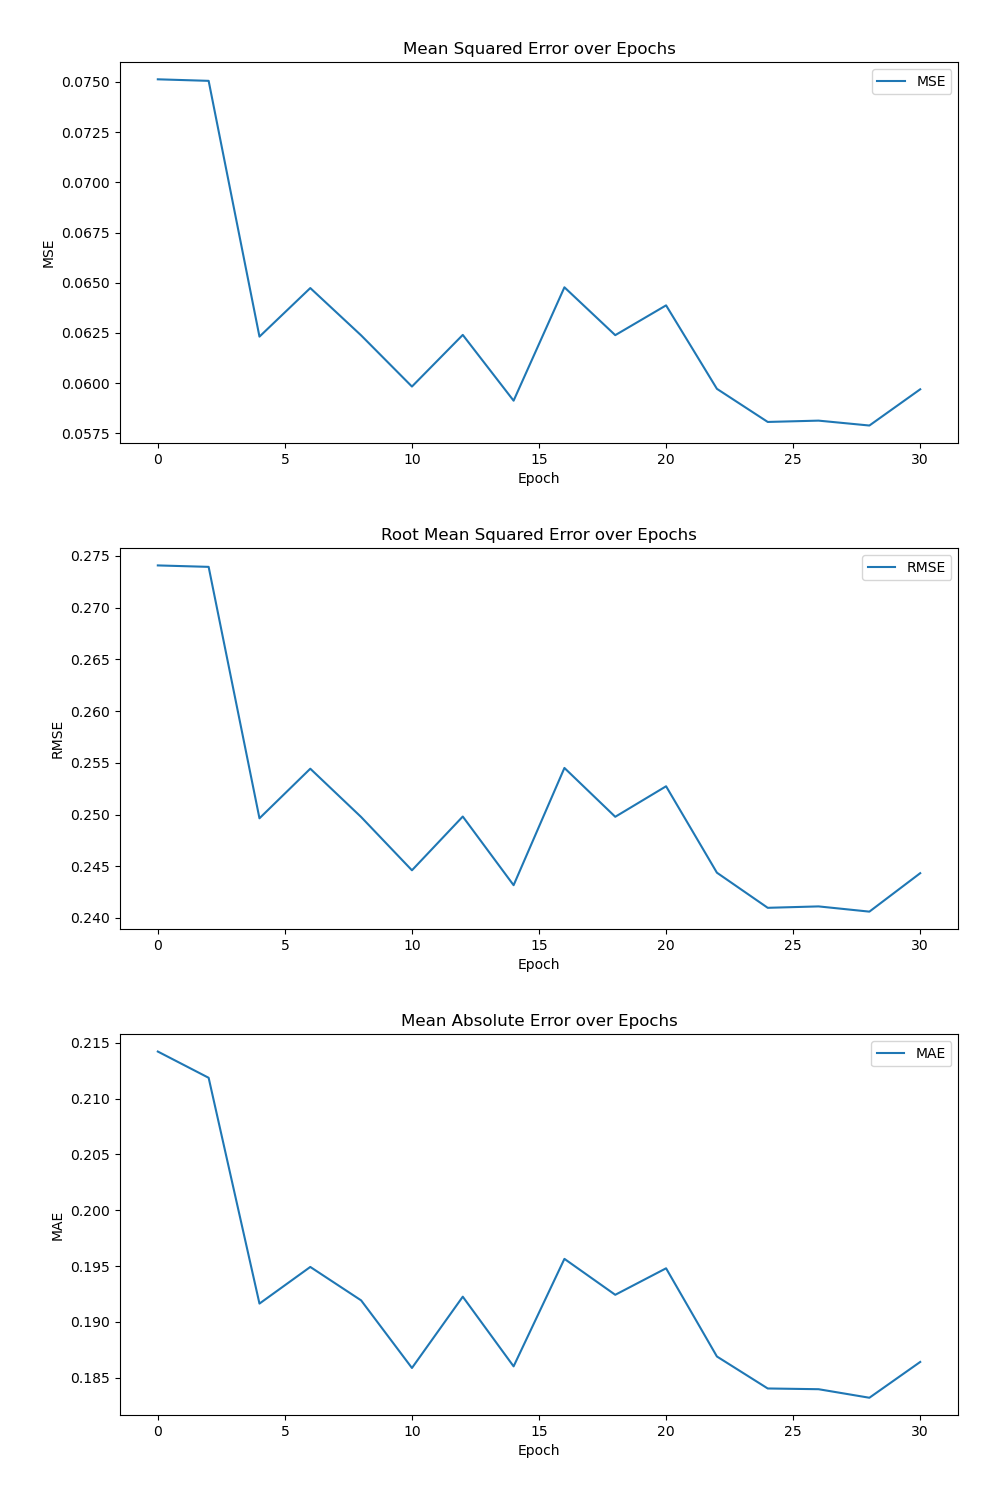 Mean Squared Error over Epochs
MSE
0.0750
0.0725
0.0700
0.0675
0.0650
0.0625
0.0600
0.0575
MSE
0 5 10 15 20 25 30
Epoch
Root Mean Squared Error over Epochs
RMSE
0.275
0.270
0.265
0.260
0.255
0.250
0.245
0.240
RMSE
0 5 10 15 20 25 30
Epoch
Mean Absolute Error over Epochs
MAE
0.215
0.210
0.205
0.200
0.195
0.190
0.185
MAE
0 5 10 15 20 25 30
Epoch